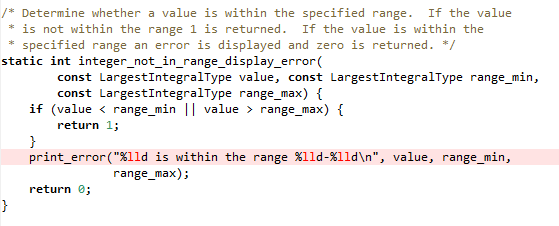 /* Determine whether a value is within the specified range.  If the value
 * is not within the range 1 is returned.  If the value is within the
 * specified range an error is displayed and zero is returned. */
static int integer_not_in_range_display_error(
        const LargestIntegralType value, const LargestIntegralType range_min,
        const LargestIntegralType range_max) {
    if (value < range_min || value > range_max) {
        return 1;
    }
    print_error("%lld is within the range %lld-%lld\n", value, range_min,
                range_max);
    return 0;
}